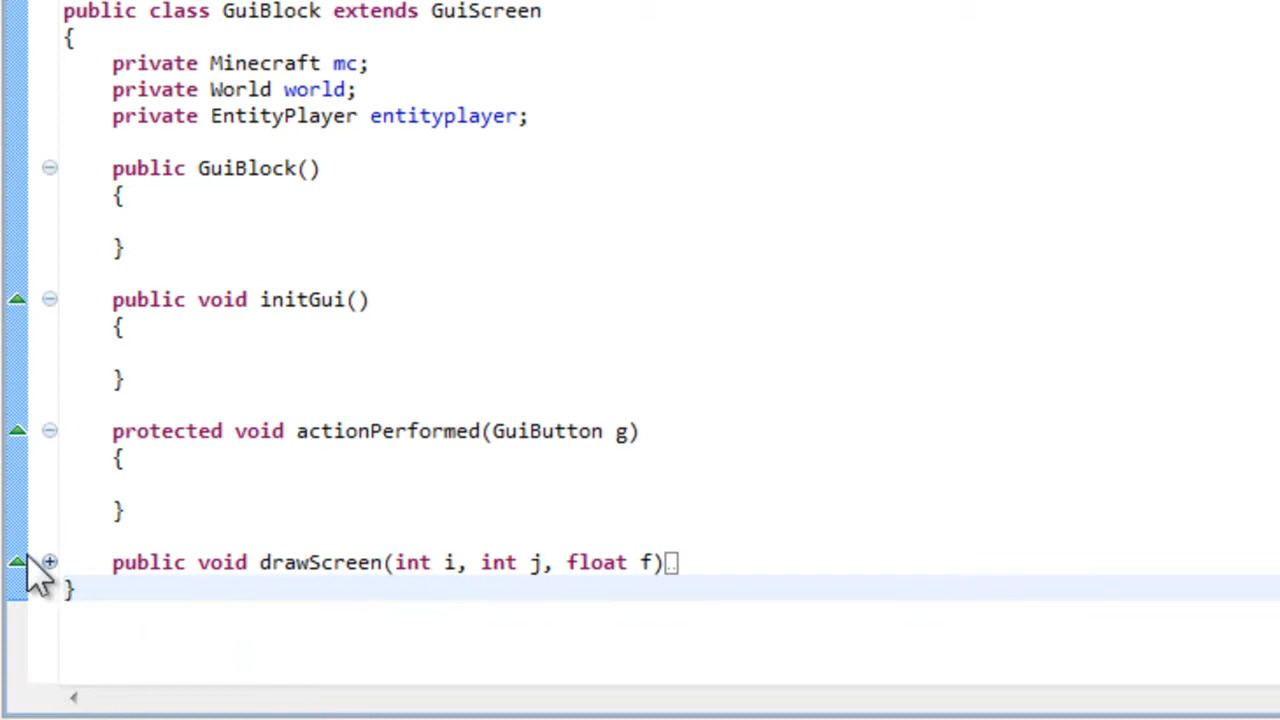 public class GuiBlock extends GuiScreen
{
private Minecraft mc;
private World world;
private EntityPlayer entityplayer;
public GuiBlock()
{
}
public void initGui()
{
}
protected void actionPerformed(GuiButton g)
{
}
public void drawScreen(int i, int j, float f)..
}